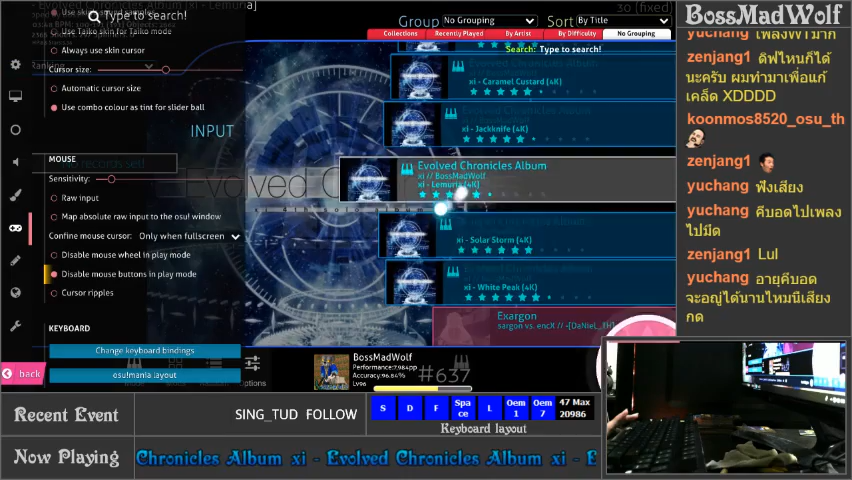 Type to search!
Use Taiko skin for Taiko mode
Always use skin cursor
Cursor size:
Automatic cursor size
Use combo colour as tint for slider ball
INPUT
MOUSE
Sensitivity:
Raw input
Map absolute raw input to the osu! window
Confine mouse cursor: Only when fullscreen
Disable mouse wheel in play mode
Disable mouse buttons in play mode
Cursor ripples
KEYBOARD
Change keyboard bindings
osu!mania layout
back
Group No Grouping
Sort By Title
Collections
Recently Played
By Artist
By Difficulty
No Grouping
Search: Type to search!
xi - Caramel Custard (4K)
xi - Jackknife (4K)
Evolved Chronicles Album
xi // BossMadWolf
xi - Lemuria (4K)
xi - Solar Storm (4K)
xi - White Peak (4K)
Exargon
BossMadWolf
Performance:7,984pp
Accuracy:96.84%
Lv96
#637
Recent Event
SING_TUD FOLLOW
S D F Spa ce L Oem 1 Oem 7 47 Max 20986
Keyboard layout
Now Playing
Chronicles Album xi - Evolved Chronicles Album xi - E
BossMadWolf
zenjang1 ดิฟไหนก็ได้
นะครับ ผมทำมาเพื่อแก้
เคล็ด XDDDD
koonmos8520_osu_th
zenjang1
yuchang ฟังเสียง
yuchang คีบอดไปเพลง
ไปมืด
zenjang1 Lul
yuchang อายุคีบอด
จะอญู่ได้นานไหมนี่เสียง
กด